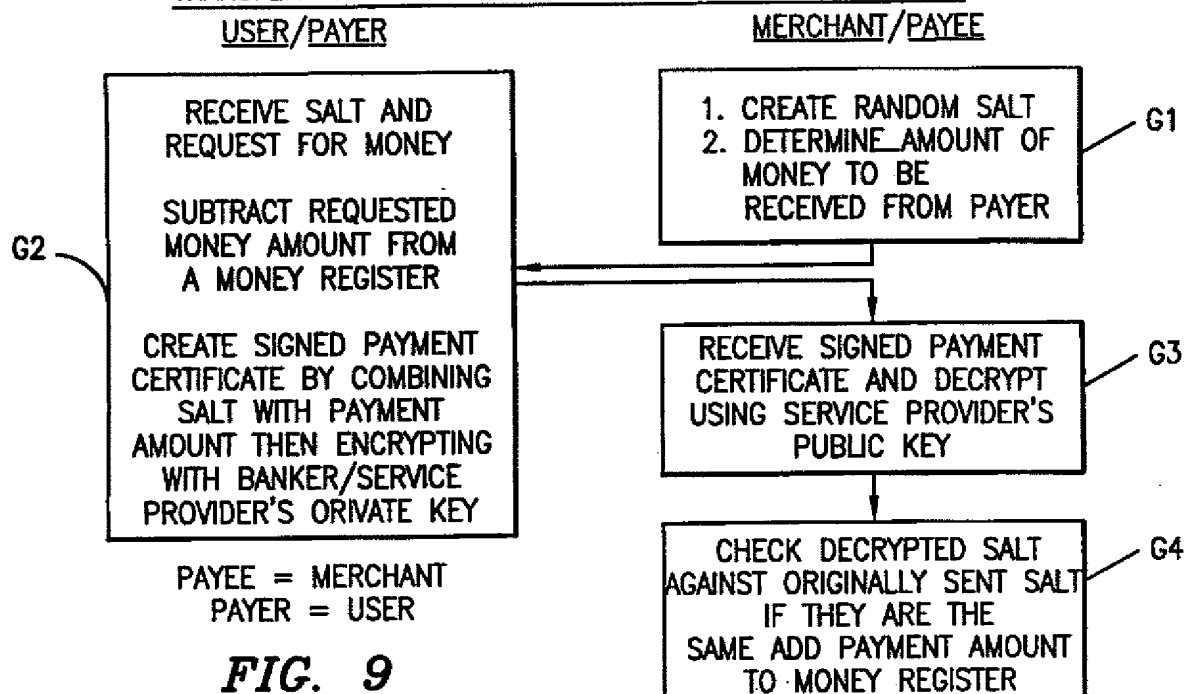 USER/PAYER
RECEIVE SALT AND
REQUEST FOR MONEY
SUBTRACT REQUESTED
MONEY AMOUNT FROM
A MONEY REGISTER
CREATE SIGNED PAYMENT
CERTIFICATE BY COMBINING
SALT WITH PAYMENT
AMOUNT THEN ENCRYPTING
WITH BANKER/SERVICE
PROVIDER'S ORIVATE KEY
G2
MERCHANT/PAYEE
1. CREATE RANDOM SALT
2. DETERMINE AMOUNT OF
MONEY TO BE
RECEIVED FROM PAYER
G1
RECEIVE SIGNED PAYMENT
CERTIFICATE AND DECRYPT
USING SERVICE PROVIDER'S
PUBLIC KEY
G3
CHECK DECRYPTED SALT
AGAINST ORIGINALLY SENT SALT
IF THEY ARE THE
SAME ADD PAYMENT AMOUNT
TO MONEY REGISTER
G4
PAYEE = MERCHANT
PAYER = USER
FIG. 9